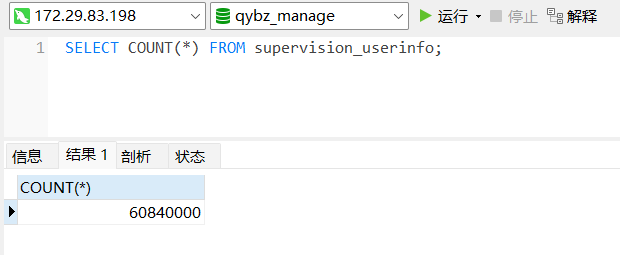 172.29.83.198 qybz_manage 运行 停止 解释
1 SELECT COUNT(*) FROM supervision_userinfo;
信息 结果 1 剖析 状态
COUNT(*)
60840000